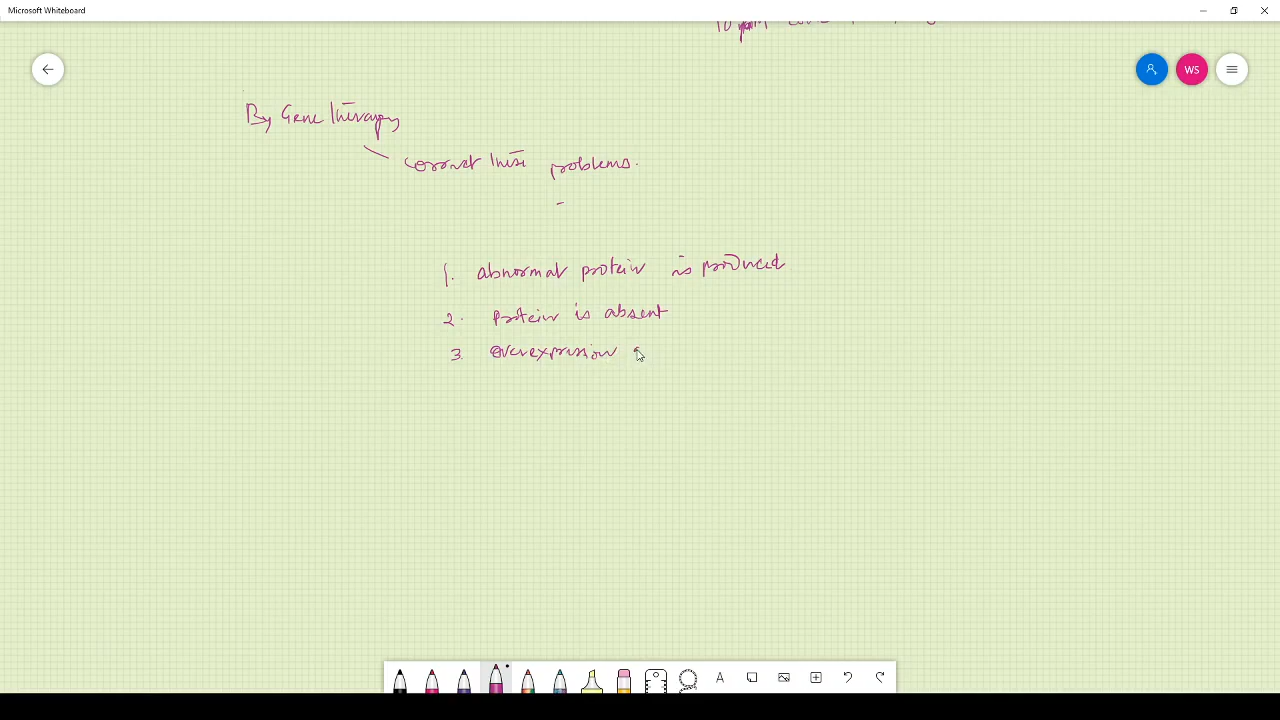 Microsoft Whiteboard
WS
By Gene Therapy
correct these problems.
1. abnormal protein is produced
2. protein is absent
3. Overexpression
A